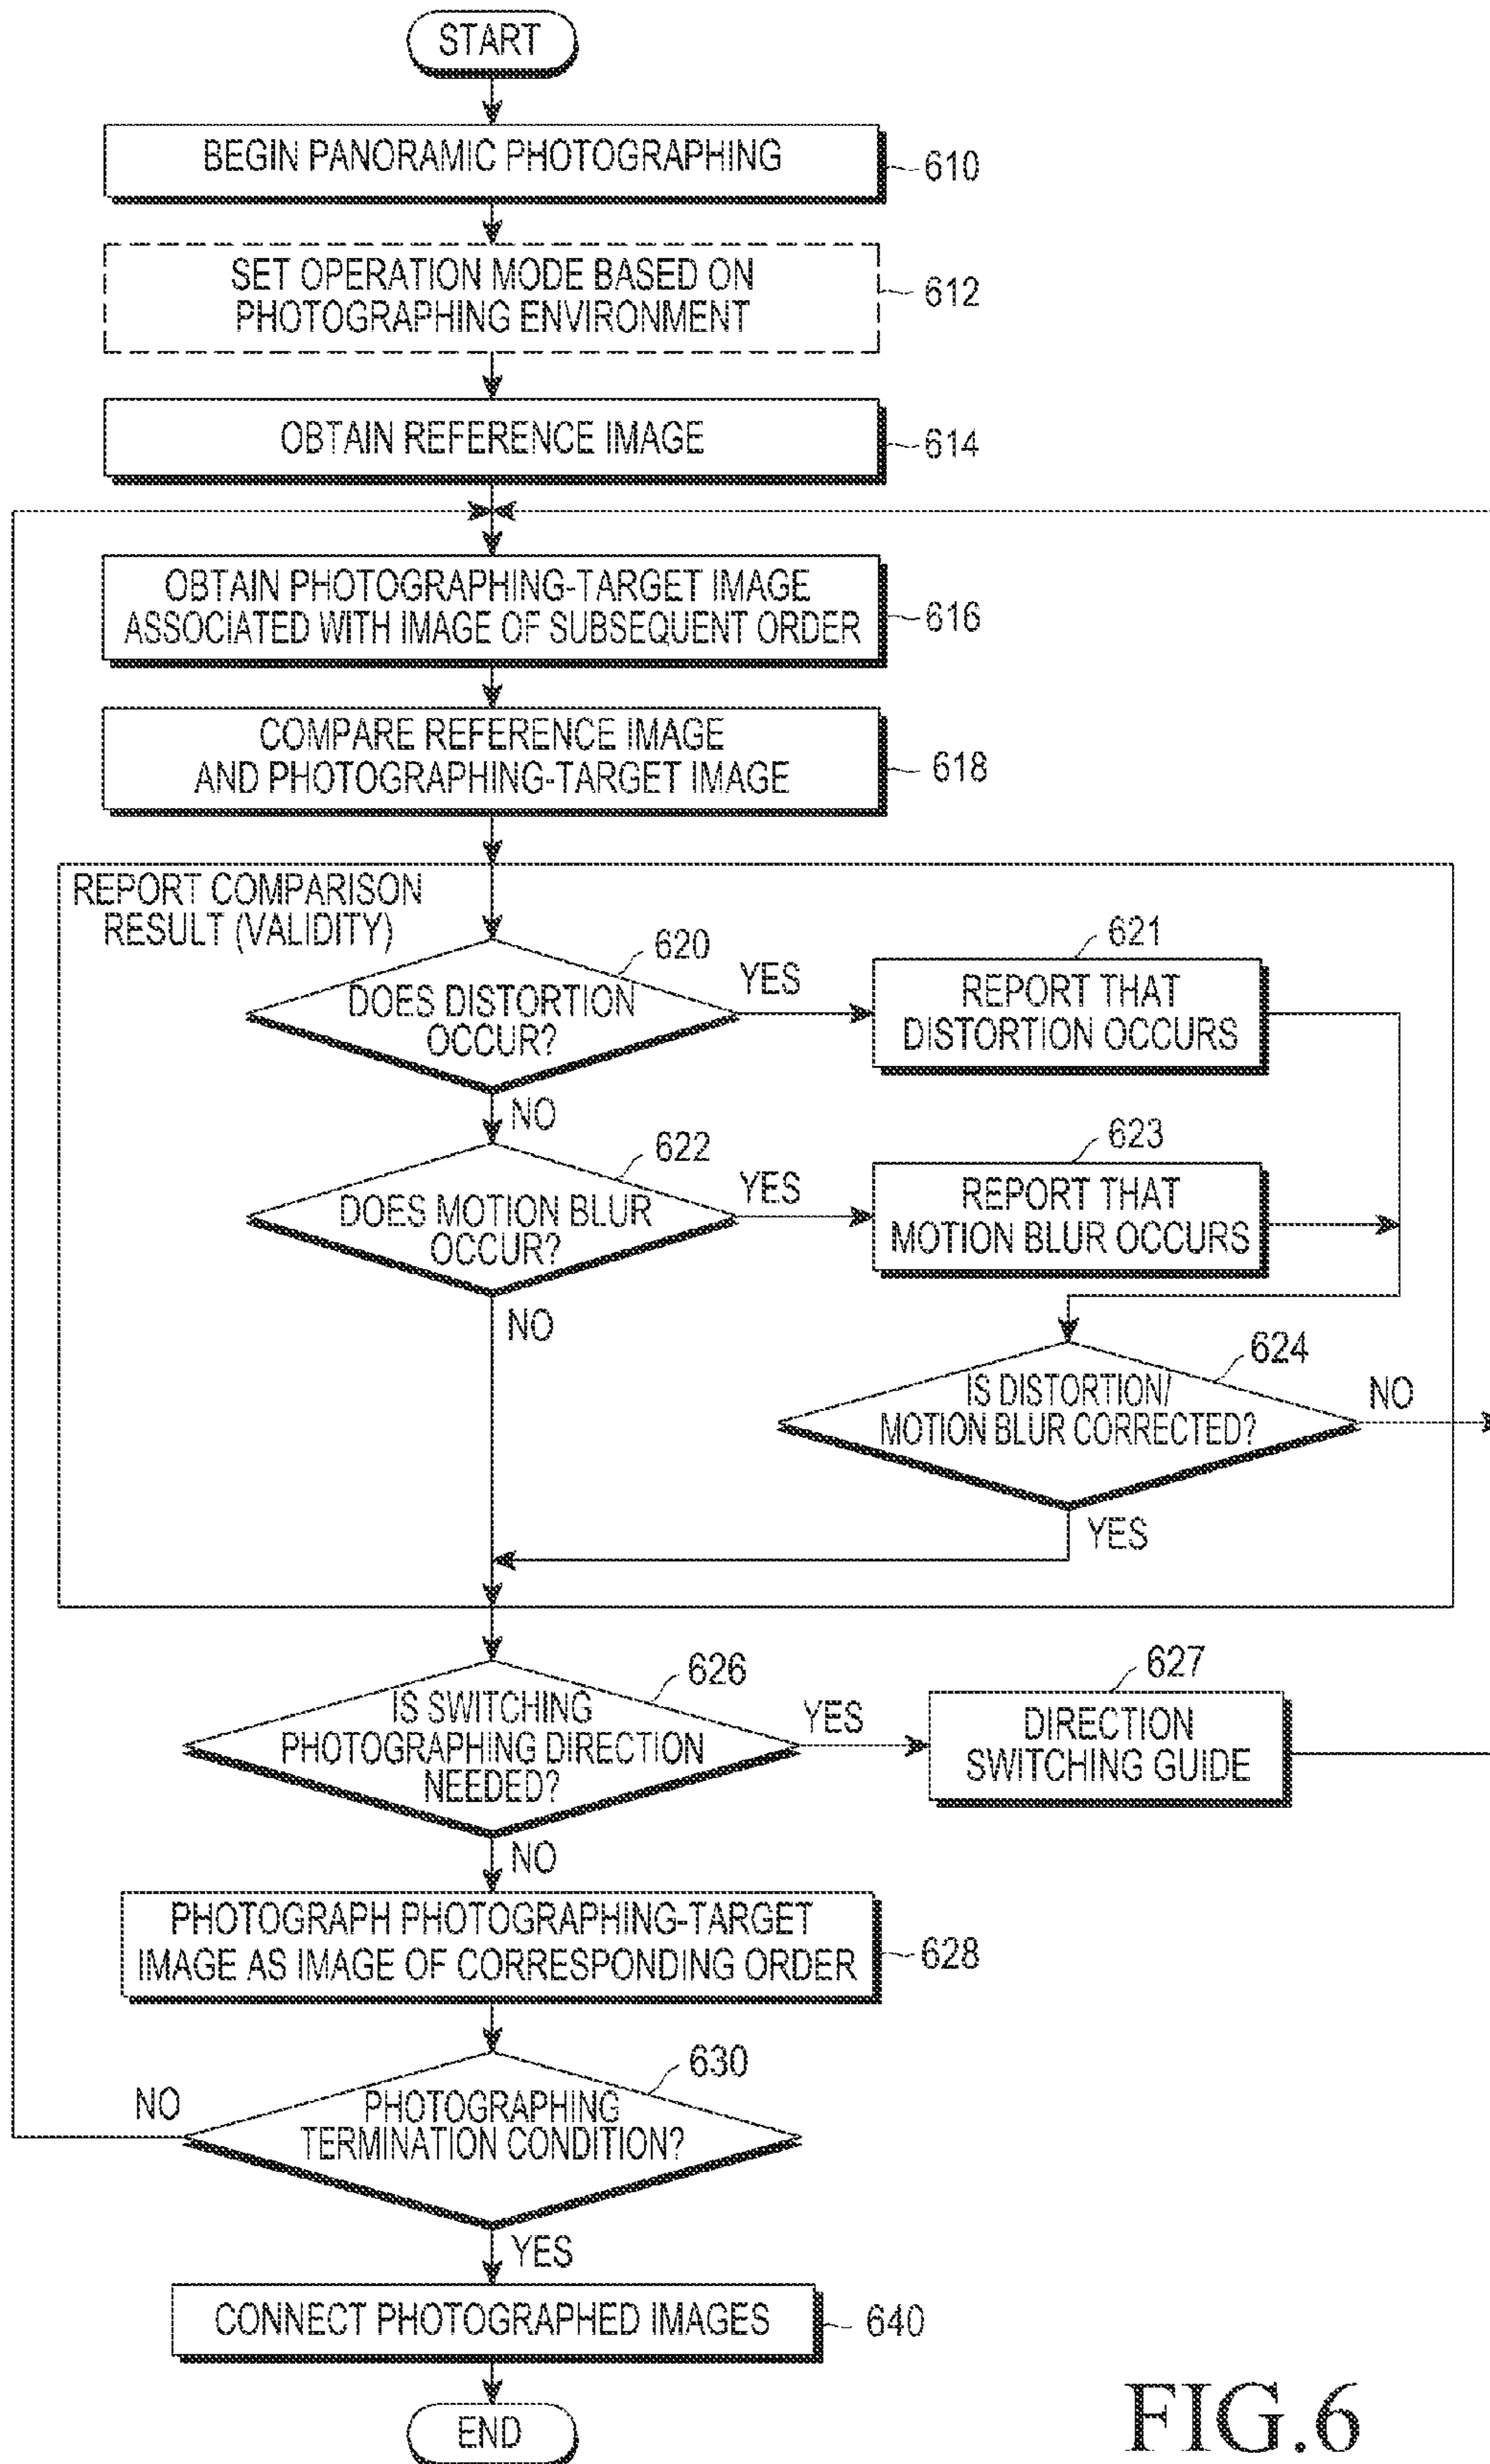 START
BEGIN PANORAMIC PHOTOGRAPHING
610
SET OPERATION MODE BASED ON
PHOTOGRAPHING ENVIRONMENT
612
OBTAIN REFERENCE IMAGE
614
OBTAIN PHOTOGRAPHING-TARGET IMAGE
ASSOCIATED WITH IMAGE OF SUBSEQUENT ORDER
616
COMPARE REFERENCE IMAGE
AND PHOTOGRAPHING-TARGET IMAGE
618
REPORT COMPARISON
RESULT (VALIDITY)
620
DOES DISTORTION
OCCUR?
YES
621
REPORT THAT
DISTORTION OCCURS
NO
622
DOES MOTION BLUR
OCCUR?
YES
623
REPORT THAT
MOTION BLUR OCCURS
NO
624
IS DISTORTION/
MOTION BLUR CORRECTED?
NO
YES
626
IS SWITCHING
PHOTOGRAPHING DIRECTION
NEEDED?
YES
627
DIRECTION
SWITCHING GUIDE
NO
PHOTOGRAPH PHOTOGRAPHING-TARGET
IMAGE AS IMAGE OF CORRESPONDING ORDER
628
630
PHOTOGRAPHING
TERMINATION CONDITION?
NO
YES
CONNECT PHOTOGRAPHED IMAGES
640
END
FIG.6